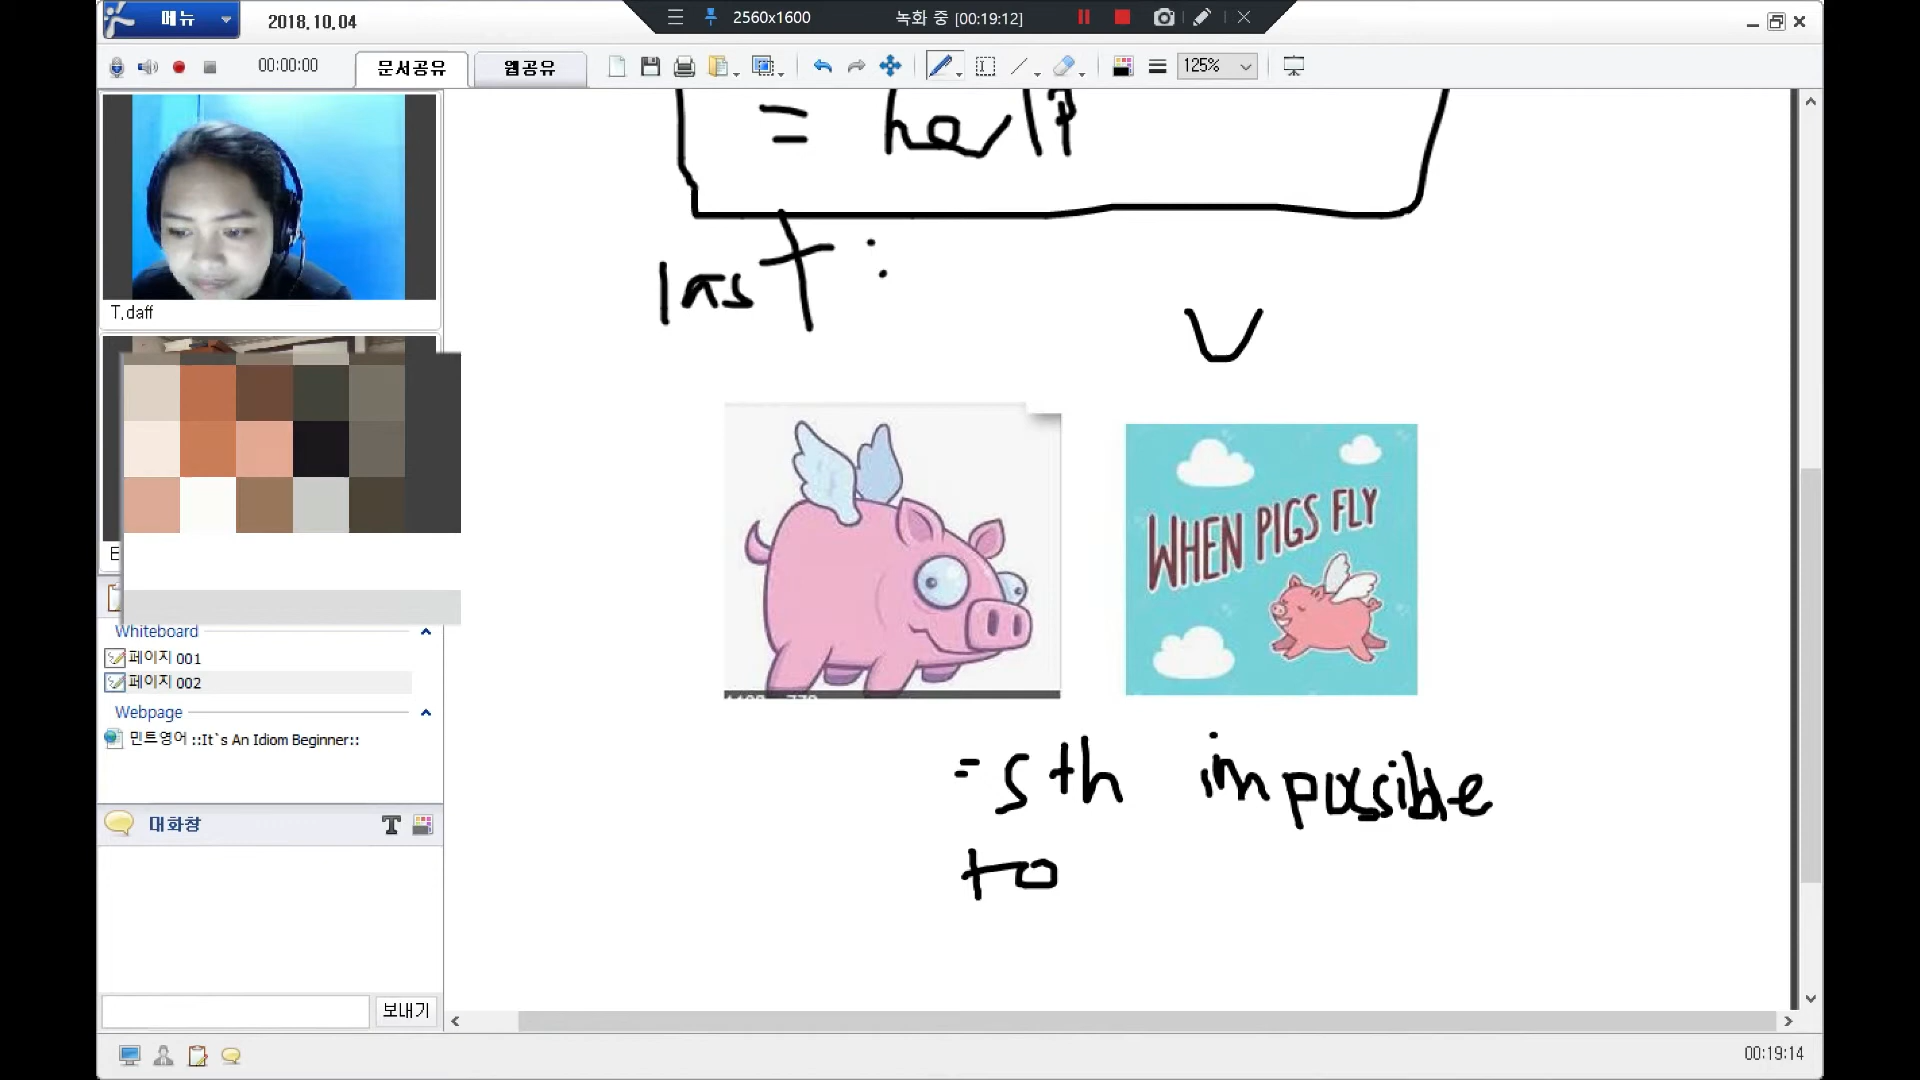 메뉴
2018.10.04
2560x1600
녹화 중 [00:19:12]
00:00:00
문서공유
웹공유
125%
T.daff
E
Whiteboard
페이지 001
페이지 002
Webpage
민트영어 ::It`s An Idiom Beginner::
대화창
T
보내기
=
last :
WHEN PIGS FLY
= sth impossible
to
00:19:14